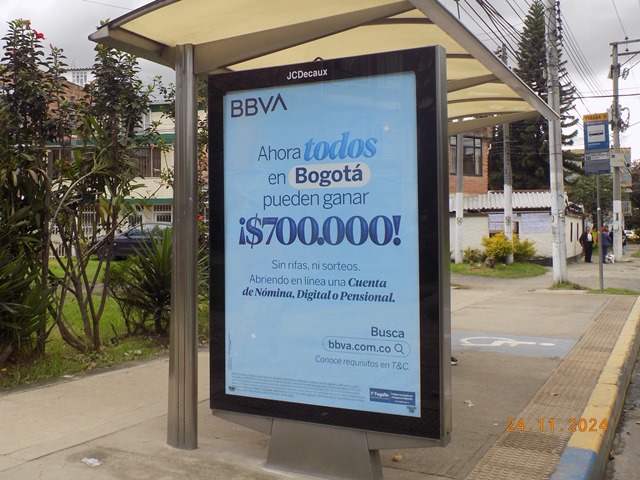 JCDecaux
BBVA
Ahora todos
en Bogotá
pueden ganar
¡$700.000!
Sin rifas, ni sorteos.
Abriendo en línea una Cuenta
de Nómina, Digital o Pensional.
Busca
bbva.com.co
Conoce requisitos en T&C.
24.11.2024